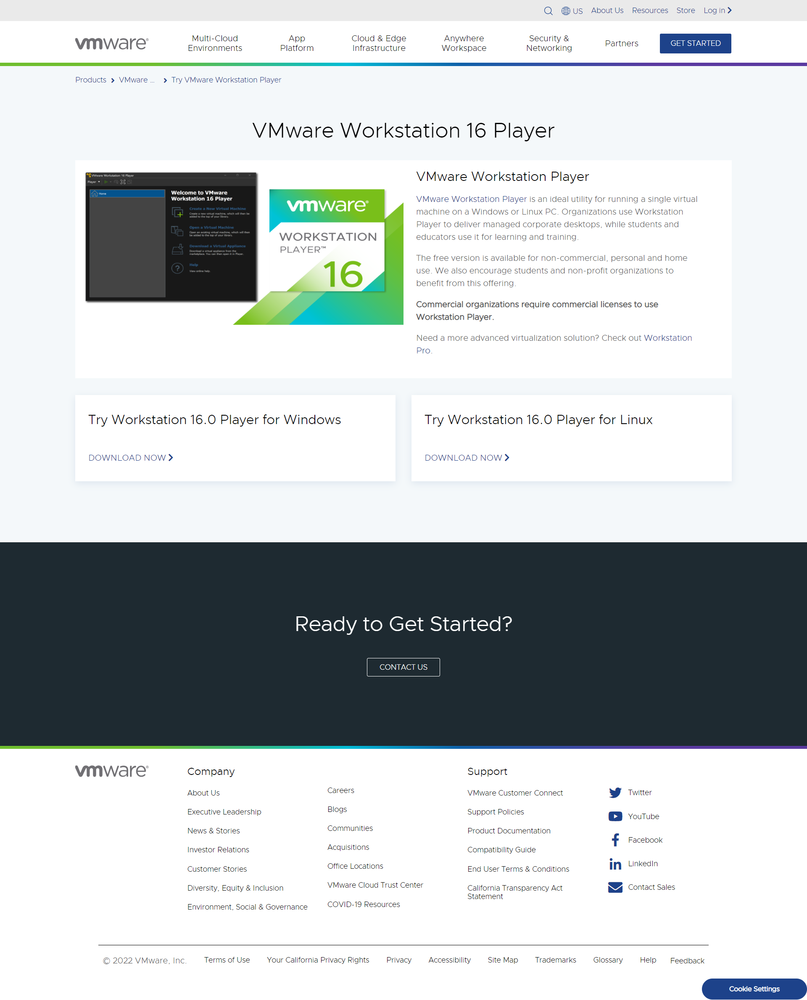 US About Us Resources Store Log in
vmware®
Multi-Cloud
Environments
App
Platform
Cloud & Edge
Infrastructure
Anywhere
Workspace
Security &
Networking
Partners
GET STARTED
Products VMware ... Try VMware Workstation Player
VMware Workstation 16 Player
VMware Workstation 16 Player
Player
Home
Welcome to VMware
Workstation 16 Player
Create a New Virtual Machine
Create a new virtual machine, which will then be
added to the top of your library.
Open a Virtual Machine
Open an existing virtual machine, which will then
be added to the top of your library.
Download a Virtual Appliance
Download a virtual appliance from the
marketplace. You can then open it in Player.
Help
View online help.
vmware®
WORKSTATION
PLAYER™
16
VMware Workstation Player
VMware Workstation Player is an ideal utility for running a single virtual
machine on a Windows or Linux PC. Organizations use Workstation
Player to deliver managed corporate desktops, while students and
educators use it for learning and training.
The free version is available for non-commercial, personal and home
use. We also encourage students and non-profit organizations to
benefit from this offering.
Commercial organizations require commercial licenses to use
Workstation Player.
Need a more advanced virtualization solution? Check out Workstation
Pro.
Try Workstation 16.0 Player for Windows
DOWNLOAD NOW
Try Workstation 16.0 Player for Linux
DOWNLOAD NOW
Ready to Get Started?
CONTACT US
vmware®
Company
About Us
Executive Leadership
News & Stories
Investor Relations
Customer Stories
Diversity, Equity & Inclusion
Environment, Social & Governance
Careers
Blogs
Communities
Acquisitions
Office Locations
VMware Cloud Trust Center
COVID-19 Resources
Support
VMware Customer Connect
Support Policies
Product Documentation
Compatibility Guide
End User Terms & Conditions
California Transparency Act
Statement
Twitter
YouTube
Facebook
LinkedIn
Contact Sales
© 2022 VMware, Inc. Terms of Use Your California Privacy Rights Privacy Accessibility Site Map Trademarks Glossary Help Feedback
Cookie Settings